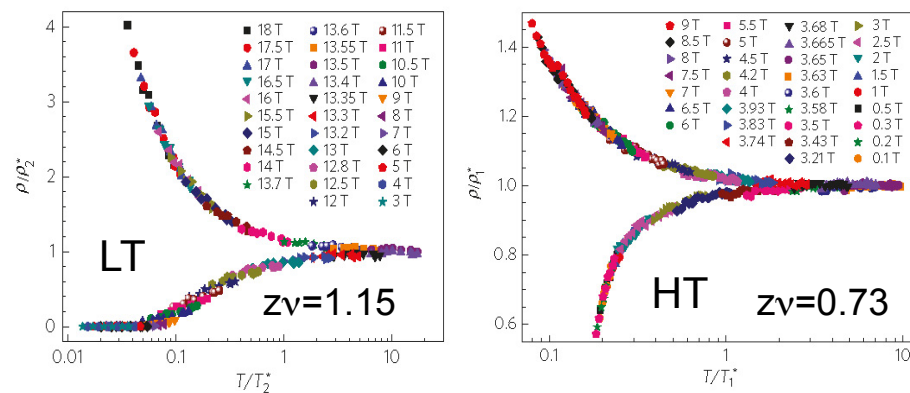 4
3
2
1
0
ρ/ρ₂*
18 T 13.6 T 11.5 T
17.5 T 13.55 T 11 T
17 T 13.5 T 10.5 T
16.5 T 13.4 T 10 T
16 T 13.35 T 9 T
15.5 T 13.3 T 8 T
15 T 13.2 T 7 T
14.5 T 13 T 6 T
14 T 12.8 T 5 T
13.7 T 12.5 T 4 T
12 T 3 T
LT
zν=1.15
0.01 0.1 1 10
T/T₂*
1.4
1.2
1.0
0.8
0.6
ρ/ρ₁*
9 T
8.5 T
8 T
7.5 T
7 T
6.5 T
6 T
5.5 T
5 T
4.5 T
4.2 T
4 T
3.93 T
3.83 T
3.74 T
3.68 T
3.665 T
3.65 T
3.63 T
3.6 T
3.58 T
3.5 T
3.43 T
3.21 T
3 T
2.5 T
2 T
1.5 T
1 T
0.5 T
0.3 T
0.2 T
0.1 T
HT
zν=0.73
0.1 1 10
T/T₁*